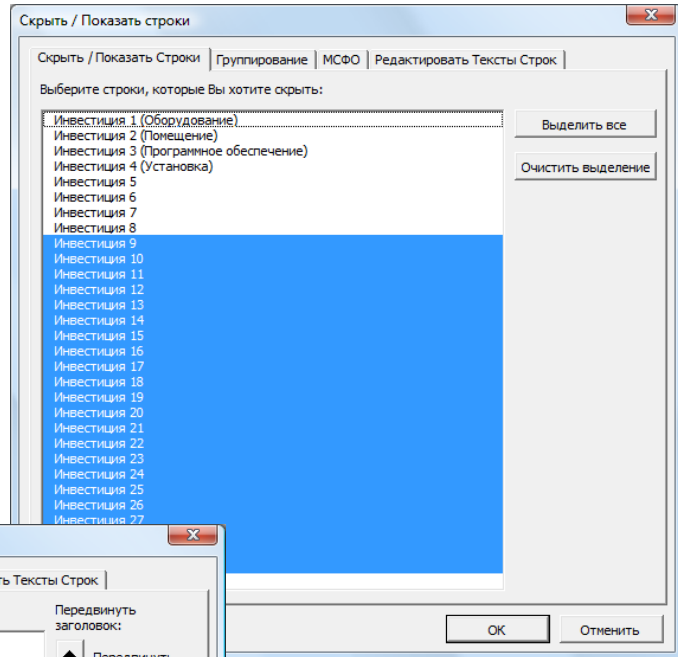 Скрыть / Показать строки
Скрыть / Показать Строки Группирование МСФО Редактировать Тексты Строк
Выберите строки, которые Вы хотите скрыть:
Инвестиция 1 (Оборудование)
Инвестиция 2 (Помещение)
Инвестиция 3 (Программное обеспечение)
Инвестиция 4 (Установка)
Инвестиция 5
Инвестиция 6
Инвестиция 7
Инвестиция 8
Инвестиция 9
Инвестиция 10
Инвестиция 11
Инвестиция 12
Инвестиция 13
Инвестиция 14
Инвестиция 15
Инвестиция 16
Инвестиция 17
Инвестиция 18
Инвестиция 19
Инвестиция 20
Инвестиция 21
Инвестиция 22
Инвестиция 23
Инвестиция 24
Инвестиция 25
Инвестиция 26
Инвестиция 27
Выделить все
Очистить выделение
ть Тексты Строк
Передвинуть
заголовок:
Передвинуть
ОК
Отменить